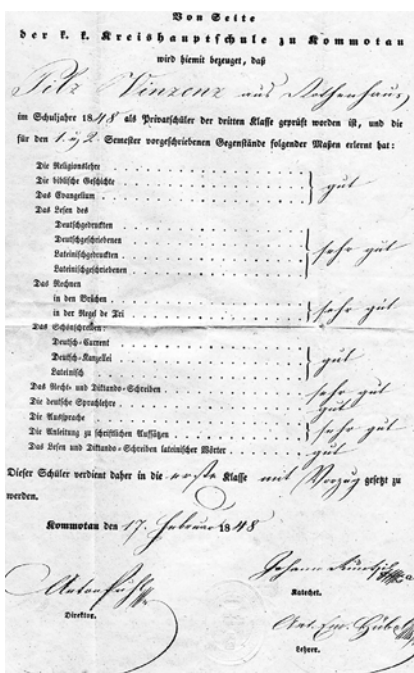 Von Seite
der k. k. Kreishauptschule zu Kommotau
wird hiemit bezeuget, daß
Pilz Vinzenz aus Rothenhaus
im Schuljahre 1848 als Privatschüler der dritten Klasse geprüft worden ist, und die
für den 1. u 2. Semester vorgeschriebenen Gegenstände folgender Maßen erlernt hat:
Die Religionslehre
Die biblische Geschichte } gut
Das Evangelium
Das Lesen des
Deutschgedruckten
Deutschgeschriebenen
Lateinischgedruckten } sehr gut
Lateinischgeschriebenen
Das Rechnen
in den Brüchen
in der Regel de Tri } sehr gut
Das Schönschreiben:
Deutsch-Current
Deutsch-Kanzellei } gut
Lateinisch
Das Recht- und Diktando-Schreiben sehr gut
Die deutsche Sprachlehre gut
Die Aussprache
Die Anleitung zu schriftlichen Aufsätzen } sehr gut
Das Lesen und Diktando-Schreiben lateinischer Wörter gut
Dieser Schüler verdient daher in die erste Klasse mit Vorzug gesetzt zu
werden.
Kommotau den 17. Februar 1848
Johann
Katechet.
Anton
Direktor.
Ant.
Lehrer.